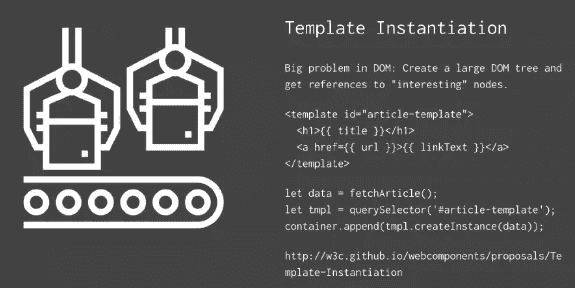 Template Instantiation
Big problem in DOM: Create a large DOM tree and
get references to "interesting" nodes.
<template id="article-template">
  <h1>{{ title }}</h1>
  <a href={{ url }}>{{ linkText }}</a>
</template>
let data = fetchArticle();
let tmpl = querySelector('#article-template');
container.append(tmpl.createInstance(data));
http://w3c.github.io/webcomponents/proposals/Te
mplate-Instantiation